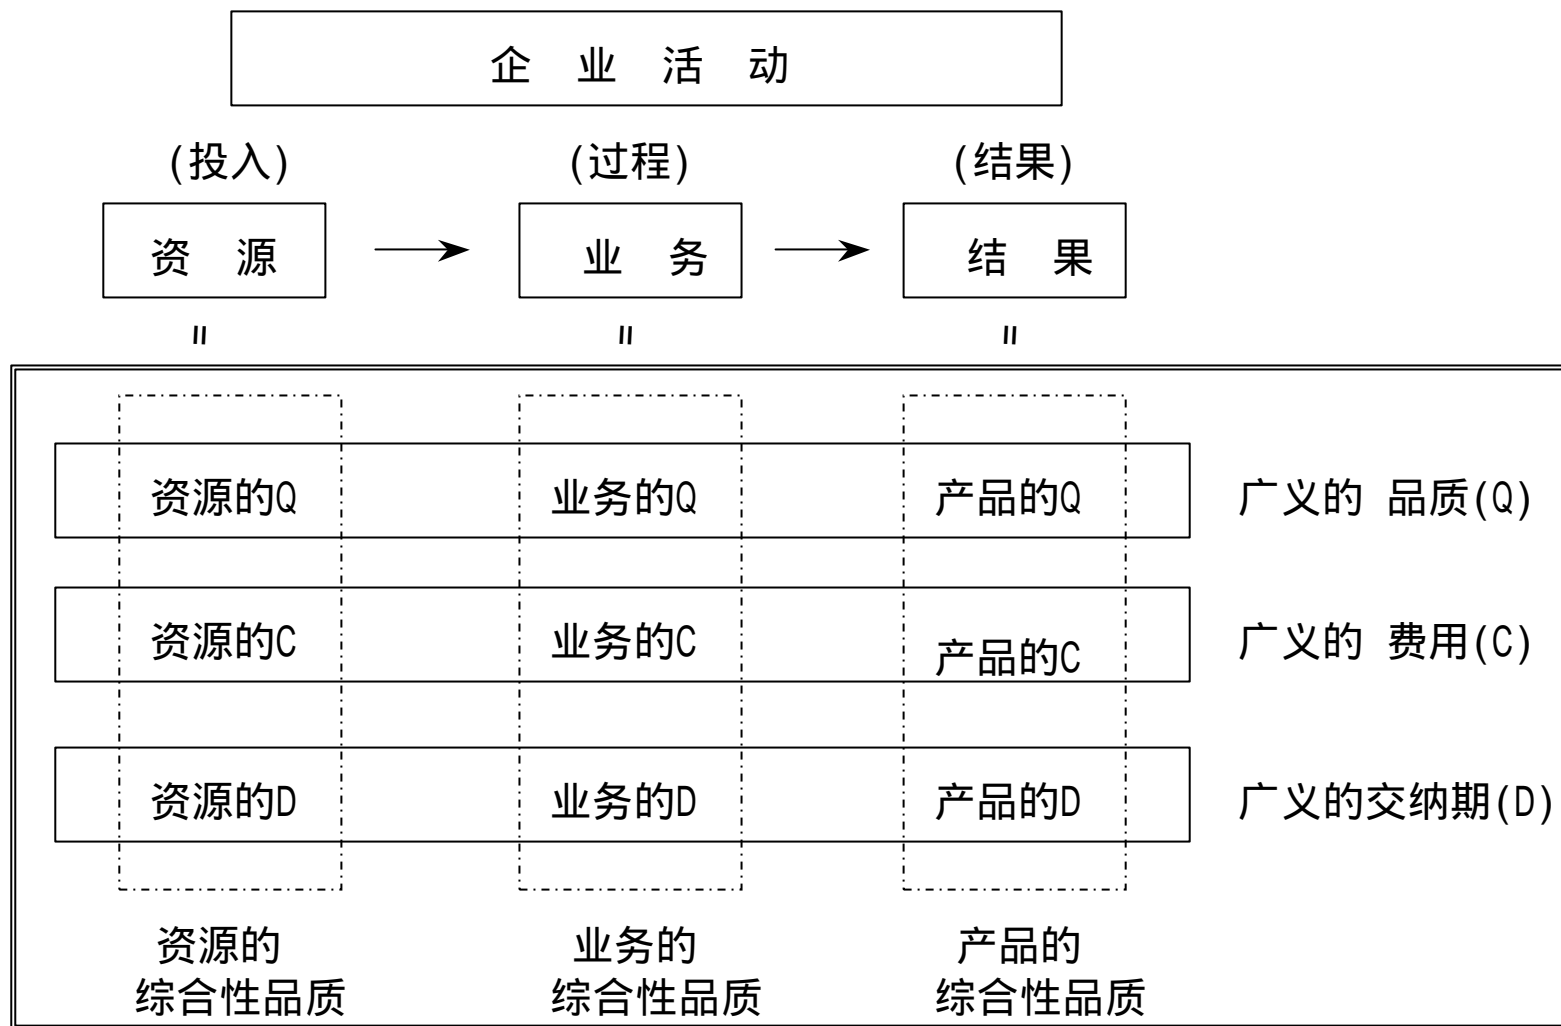 企 业 活 动
(投入) (过程) (结果)
资 源 → 业 务 → 结 果
= = =
资源的Q 业务的Q 产品的Q 广义的 品质(Q)
资源的C 业务的C 产品的C 广义的 费用(C)
资源的D 业务的D 产品的D 广义的交纳期(D)
资源的 业务的 产品的
综合性品质 综合性品质 综合性品质